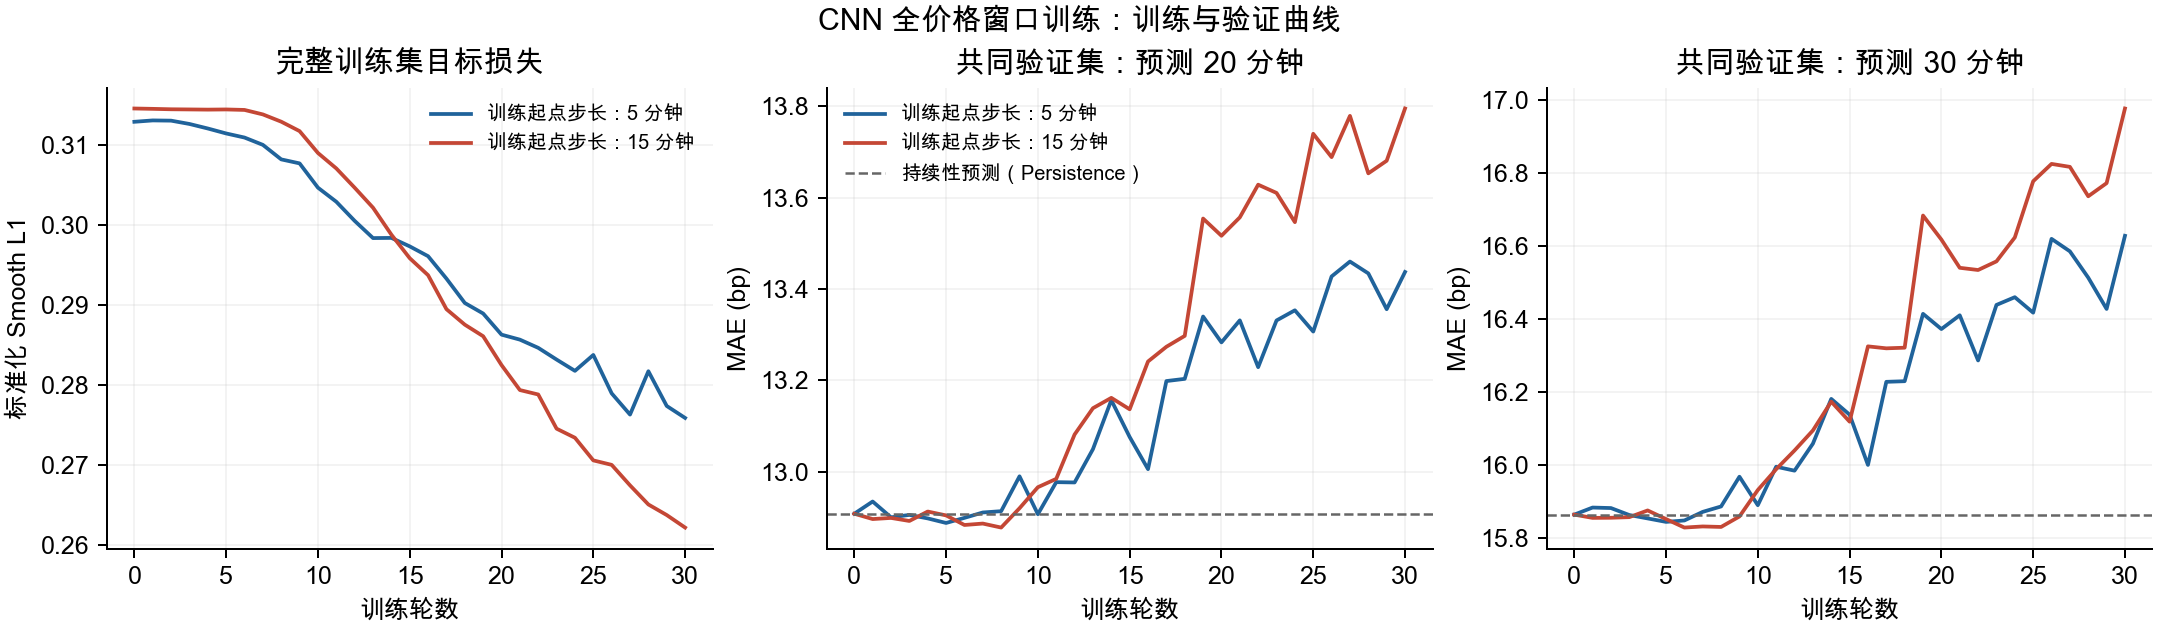 CNN 全价格窗口训练：训练与验证曲线
完整训练集目标损失
标准化 Smooth L1
0.31
0.30
0.29
0.28
0.27
0.26
训练起点步长：5 分钟
训练起点步长：15 分钟
0 5 10 15 20 25 30
训练轮数
共同验证集：预测 20 分钟
MAE (bp)
13.8
13.6
13.4
13.2
13.0
训练起点步长：5 分钟
训练起点步长：15 分钟
持续性预测（Persistence）
0 5 10 15 20 25 30
训练轮数
共同验证集：预测 30 分钟
MAE (bp)
17.0
16.8
16.6
16.4
16.2
16.0
15.8
0 5 10 15 20 25 30
训练轮数